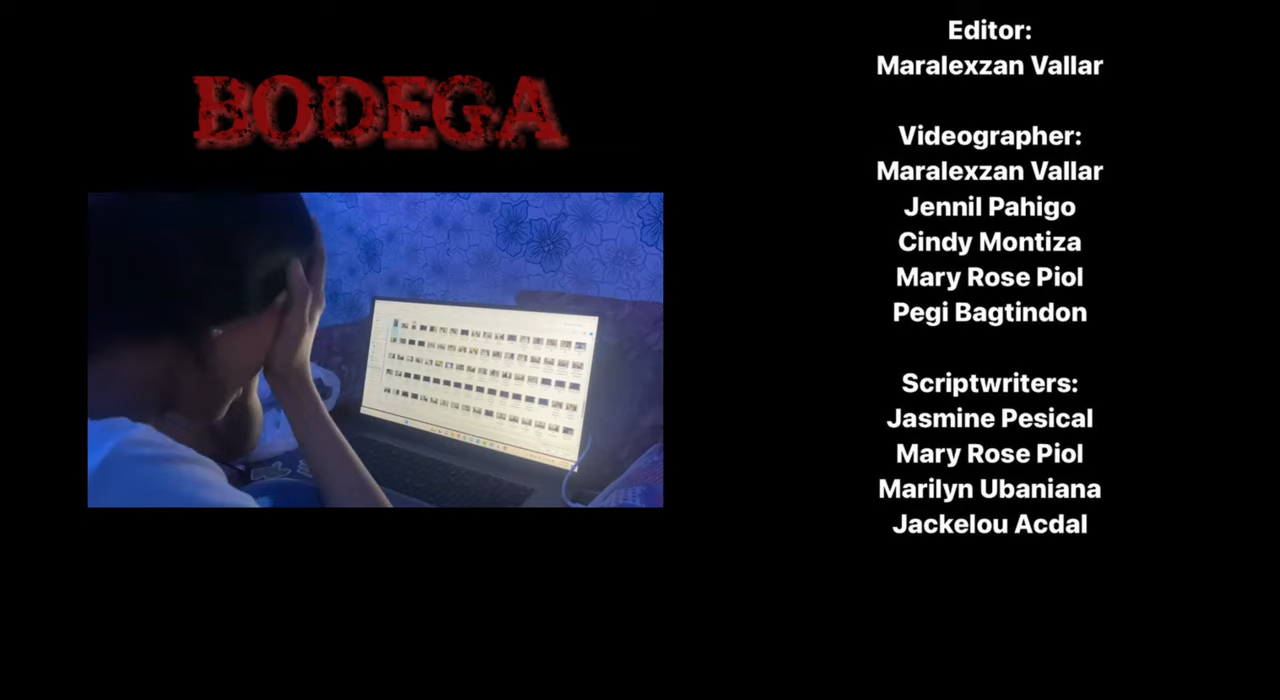 BODEGA
Editor:
Maralexzan Vallar
Videographer:
Maralexzan Vallar
Jennil Pahigo
Cindy Montiza
Mary Rose Piol
Pegi Bagtindon
Scriptwriters:
Jasmine Pesical
Mary Rose Piol
Marilyn Ubaniana
Jackelou Acdal